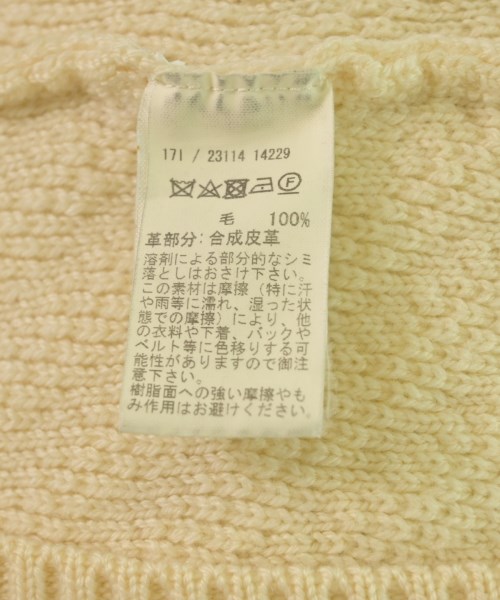 171 / 23114 14229
F
毛 100%
革部分: 合成皮革
溶剤による部分的なシミ
落としはおさけ下さい。
この素材は摩擦（特に汗
や雨等に濡れ、湿った状
態での摩擦）により、他
の衣料や下着、バックや
ベルト等に色移りする可
能性がありますので御注
意下さい。
樹脂面への強い摩擦やも
み作用はお避けください。